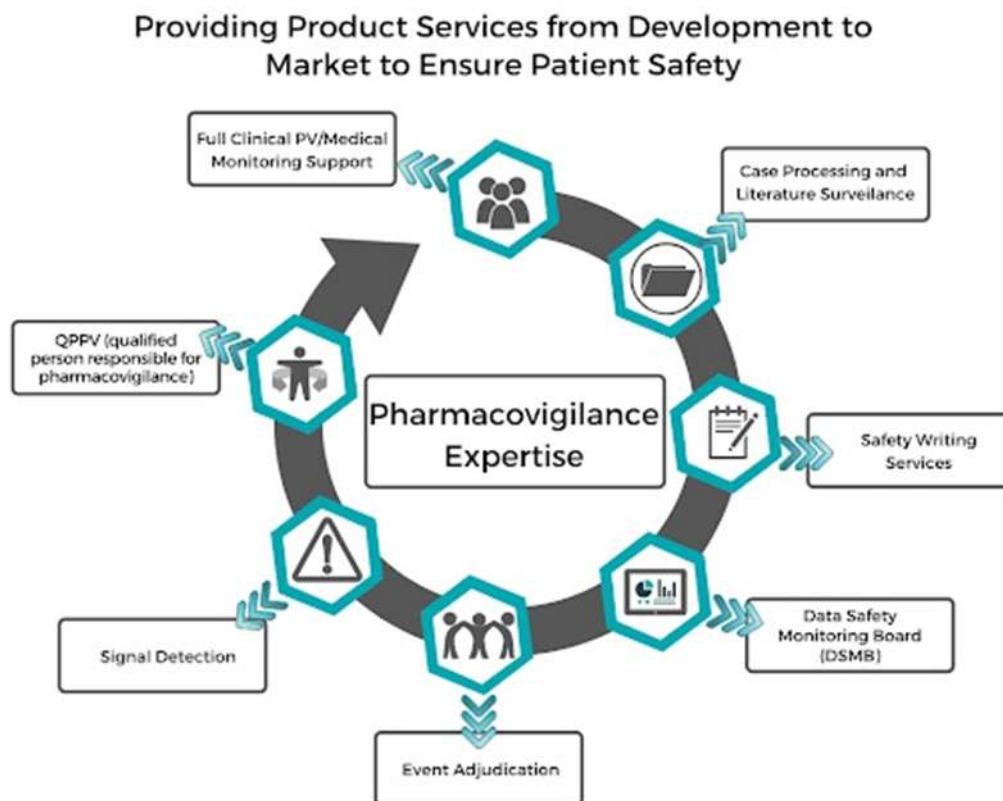 Providing Product Services from Development to
Market to Ensure Patient Safety
Full Clinical PV/Medical
Monitoring Support
Case Processing and
Literature Surveilance
QPPV (qualified
person responsible for
pharmacovigilance)
Pharmacovigilance
Expertise
Safety Writing
Services
Data Safety
Monitoring Board
(DSMB)
Signal Detection
Event Adjudication